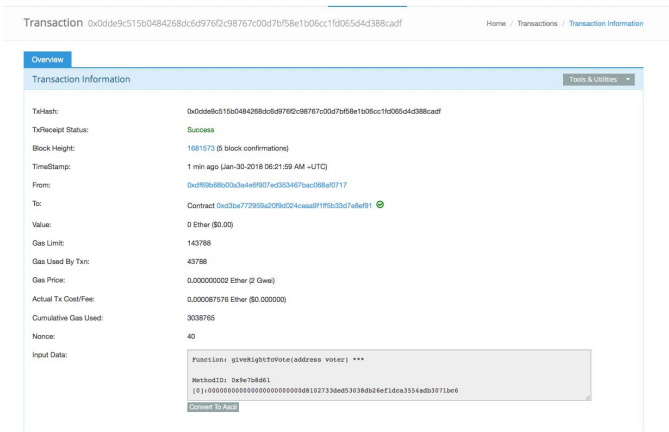 Transaction 0x0dde9c515b0484268dc6d976f2c98767c00d7bf58e1b06cc1fd065d4d388cadf
Home / Transactions / Transaction Information
Overview
Transaction Information
Tools & Utilities
TxHash: 0x0dde9c515b0484268dc6d976f2c98767c00d7bf58e1b06cc1fd065d4d388cadf
TxReceipt Status: Success
Block Height: 1681573 (5 block confirmations)
TimeStamp: 1 min ago (Jan-30-2018 06:21:59 AM +UTC)
From: 0xdf69b68b00a3a4e6f907ed353467bac068af0717
To: Contract 0xd3be772959a20f9d024ceaa9f1ff5b33d7e8ef91
Value: 0 Ether ($0.00)
Gas Limit: 143788
Gas Used By Txn: 43788
Gas Price: 0.000000002 Ether (2 Gwei)
Actual Tx Cost/Fee: 0.000087576 Ether ($0.000000)
Cumulative Gas Used: 3038765
Nonce: 40
Input Data:
Function: giveRightToVote(address voter) ***
MethodID: 0x9e7b8d61
[0]:000000000000000000000000d8102733ded53038db26ef1dca3554adb3071bc6
Convert To Ascii